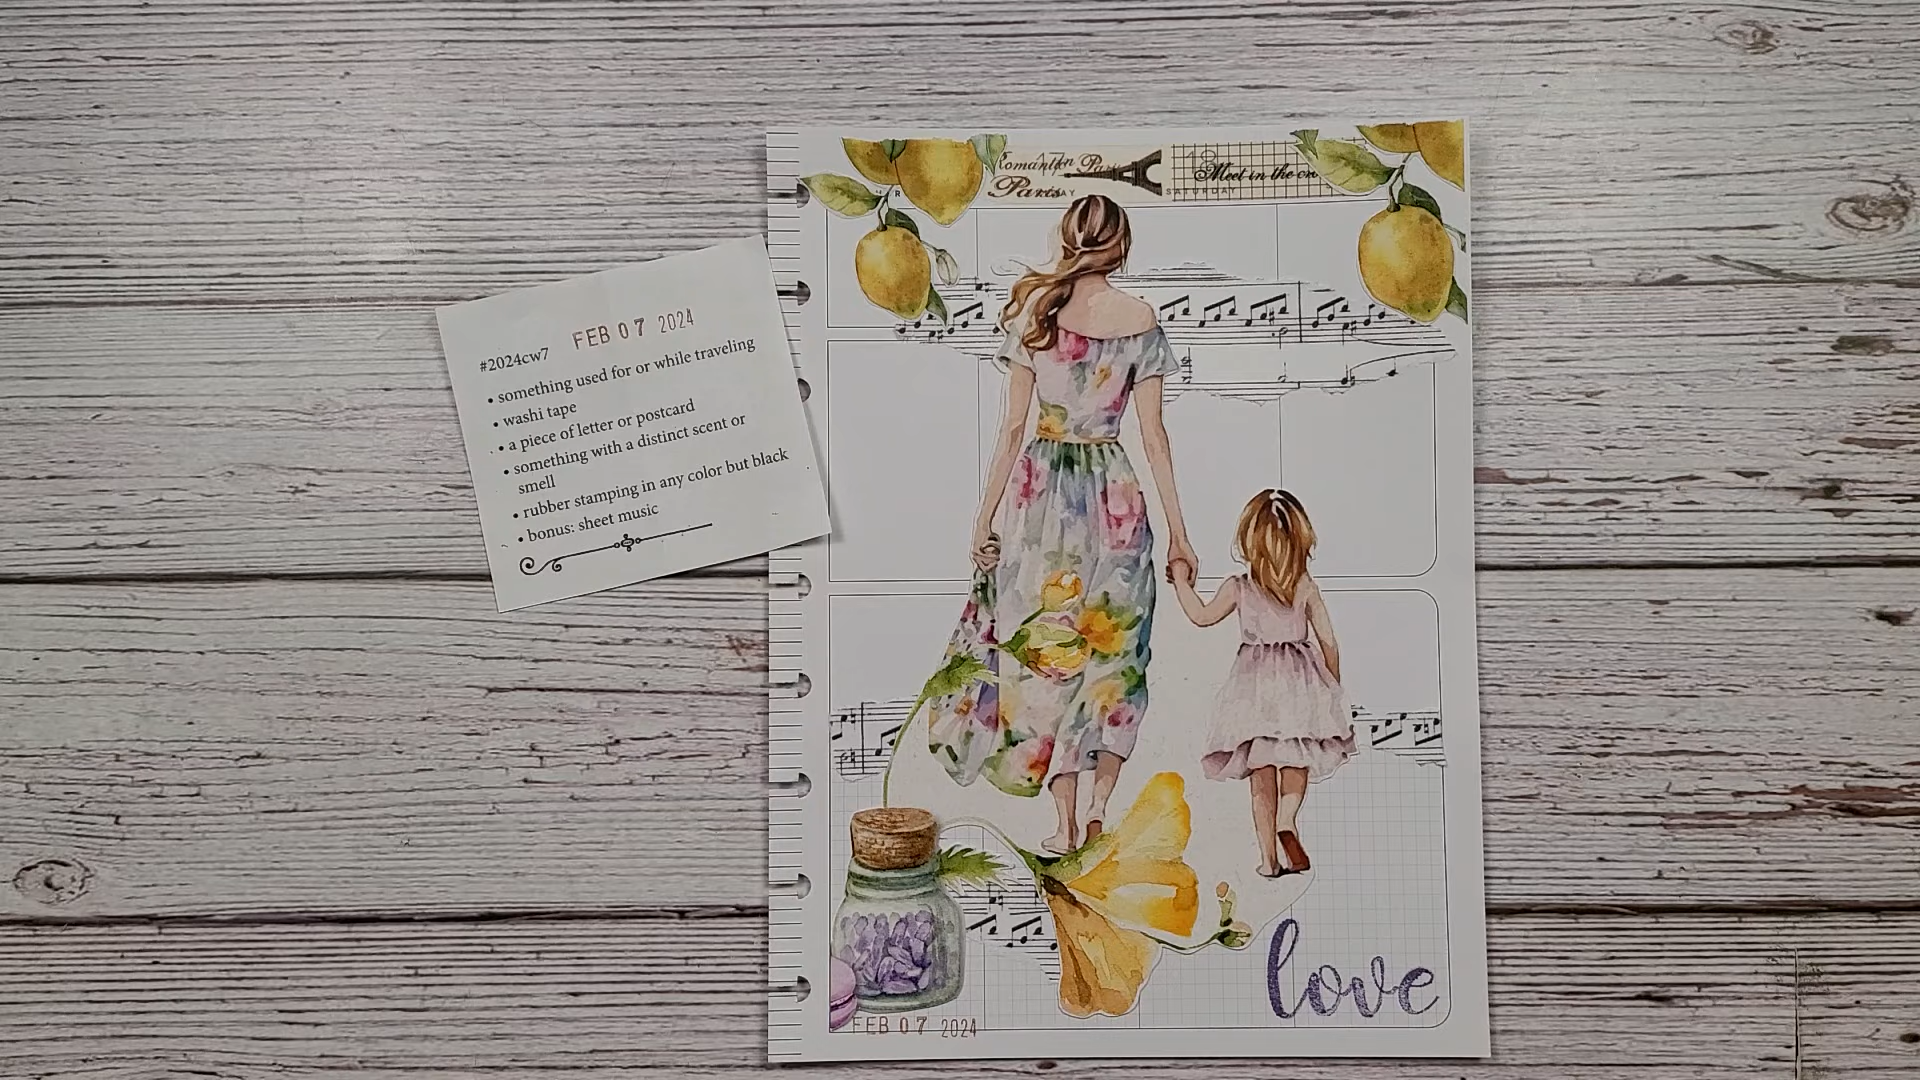 #2024cw7 FEB 07 2024
• something used for or while traveling
• washi tape
• a piece of letter or postcard
• something with a distinct scent or
smell
• rubber stamping in any color but black
• bonus: sheet music
Romantic
Paris
Meet in the
SATURDAY
love
FEB 07 2024